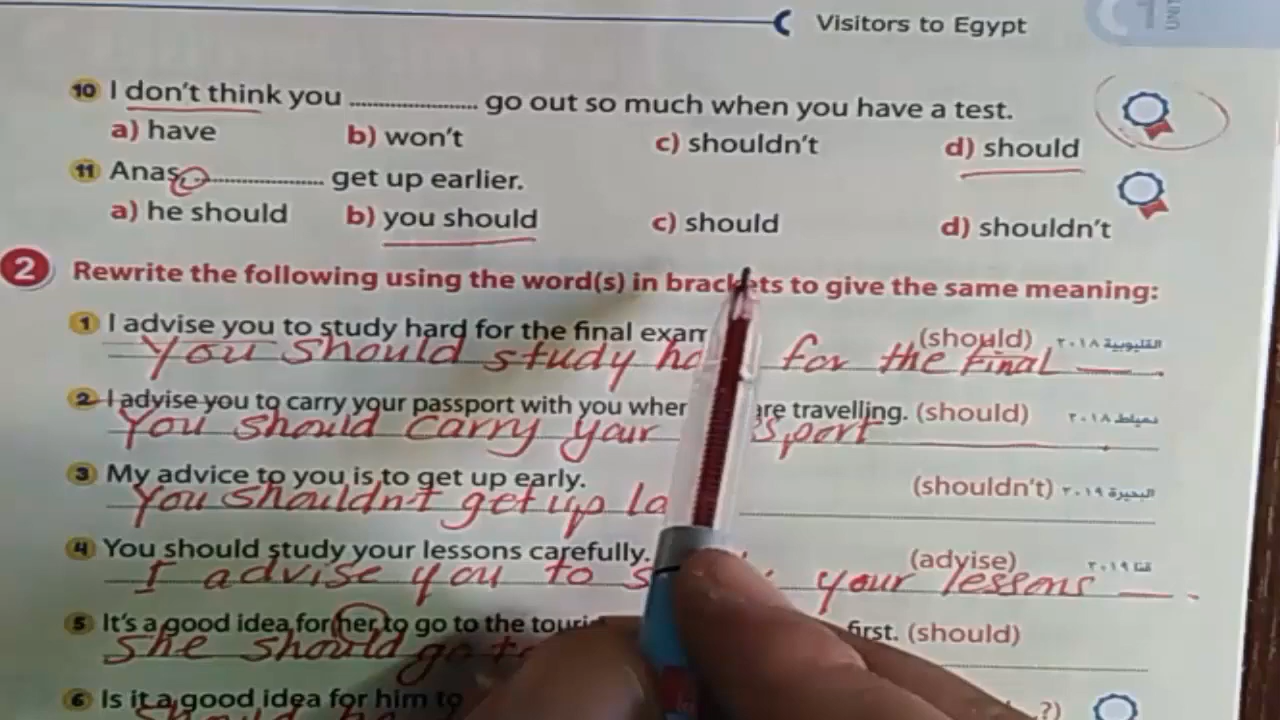 Visitors to Egypt
1
UNIT
10 I don't think you .................... go out so much when you have a test.
a) have b) won't c) shouldn't d) should
11 Anas, .................... get up earlier.
a) he should b) you should c) should d) shouldn't
2 Rewrite the following using the word(s) in brackets to give the same meaning:
1 I advise you to study hard for the final (should) القليوبية ٢٠١٨
You should study for the final
2 I advise you to carry your passport with you are travelling. (should) دمياط ٢٠١٨
You should carry your
3 My advice to you is to get up early. (shouldn't) البحيرة ٢٠١٩
You shouldn't get up
4 You should study your lessons carefully. (advise) قنا ٢٠١٩
I advise you to your lessons
5 It's a good idea for her to go to the first. (should)
She should go
6 Is it a good idea for him to ?)